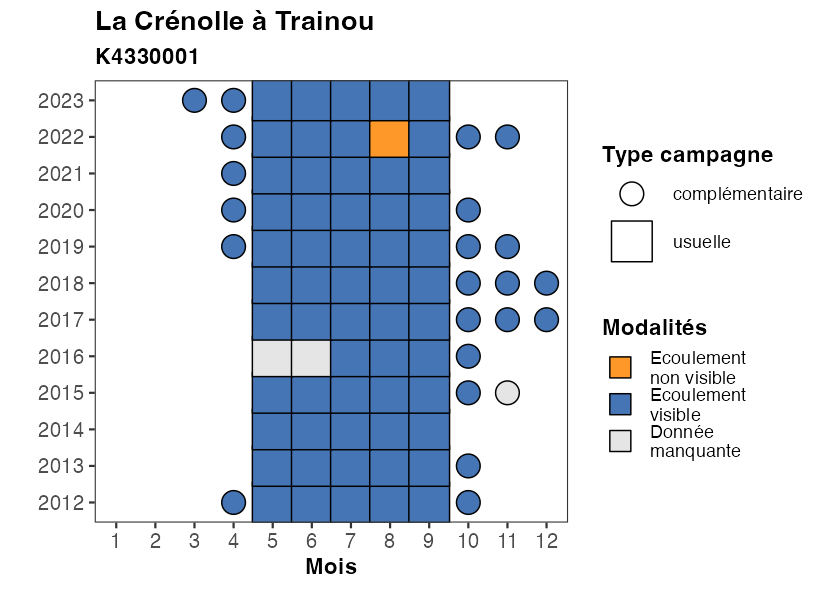 La Crénolle à Trainou
K4330001
2023
2022
2021
2020
2019
2018
2017
2016
2015
2014
2013
2012
1 2 3 4 5 6 7 8 9 10 11 12
Mois
Type campagne
complémentaire
usuelle
Modalités
Ecoulement
non visible
Ecoulement
visible
Donnée
manquante